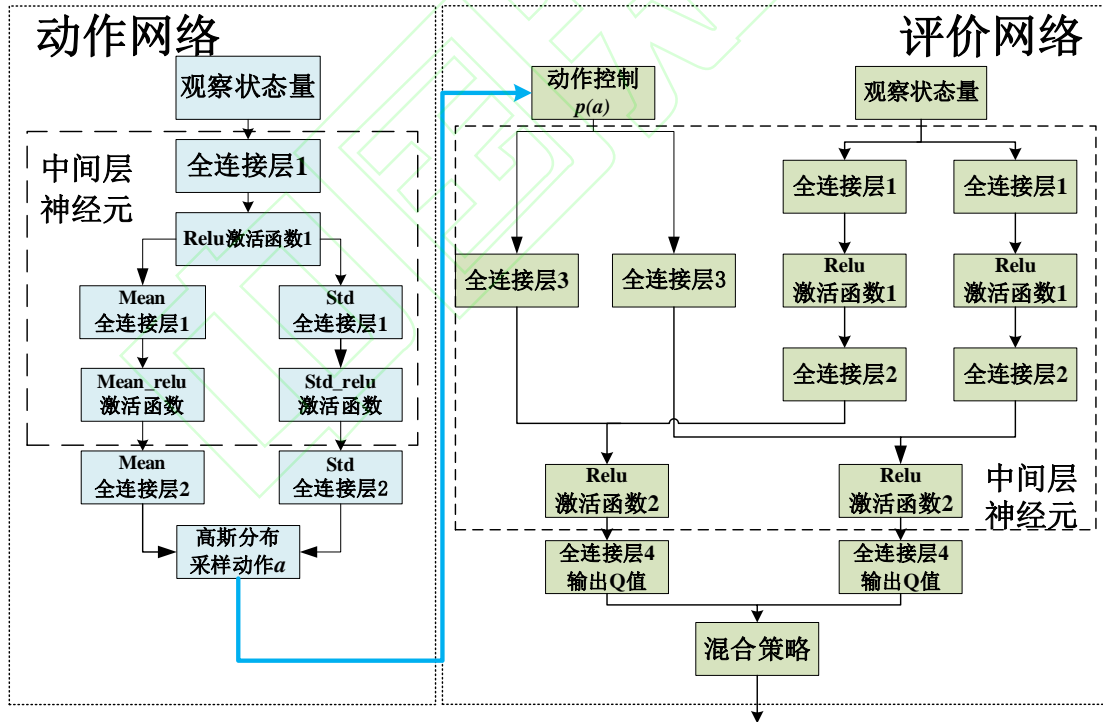 动作网络
观察状态量
中间层
神经元
全连接层1
Relu激活函数1
Mean
全连接层1
Std
全连接层1
Mean_relu
激活函数
Std_relu
激活函数
Mean
全连接层2
Std
全连接层2
高斯分布
采样动作a
评价网络
动作控制
p(a)
观察状态量
全连接层1
全连接层1
全连接层3
全连接层3
Relu
激活函数1
Relu
激活函数1
全连接层2
全连接层2
Relu
激活函数2
Relu
激活函数2
中间层
神经元
全连接层4
输出Q值
全连接层4
输出Q值
混合策略